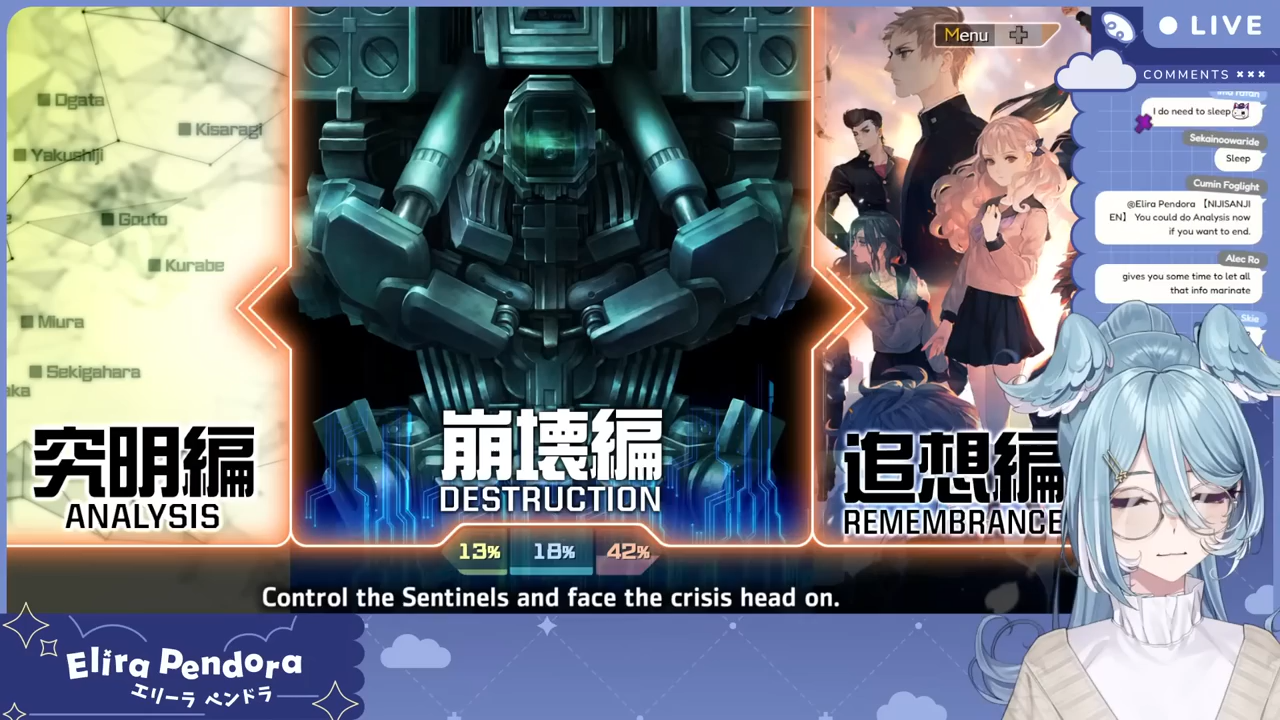 Ogata
Kisaragi
Yakushiji
Gouto
Kurabe
Miura
Sekigahara
究明編
ANALYSIS
崩壊編
DESTRUCTION
追想編
REMEMBRANCE
Menu
13% 18% 42%
Control the Sentinels and face the crisis head on.
LIVE
COMMENTS
I do need to sleep
Sekainoowaride
Sleep
Cumin Foglight
@Elira Pendora 【NIJISANJI
EN】 You could do Analysis now
if you want to end.
Alec Ro
gives you some time to let all
that info marinate
Skie
Elira Pendora
エリーラ ペンドラ